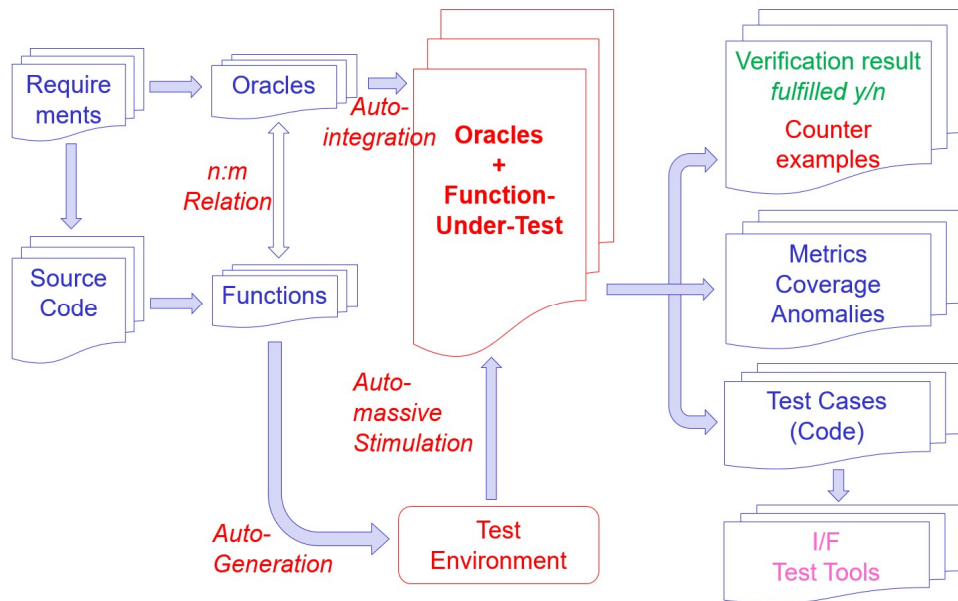 Require
ments
Oracles
Auto-
integration
n:m
Relation
Source
Code
Functions
Oracles
+
Function-
Under-Test
Auto-
massive
Stimulation
Auto-
Generation
Test
Environment
Verification result
fulfilled y/n
Counter
examples
Metrics
Coverage
Anomalies
Test Cases
(Code)
I/F
Test Tools